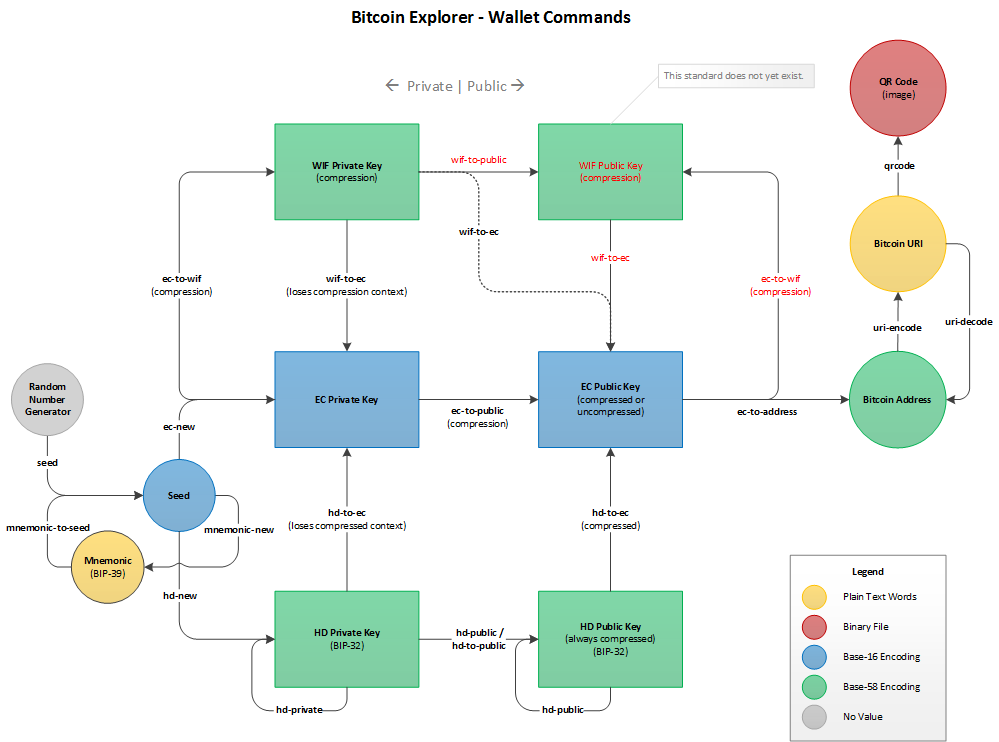 Bitcoin Explorer - Wallet Commands
← Private | Public →
This standard does not yet exist.
QR Code
(image)
qrcode
WIF Private Key
(compression)
wif-to-public
WIF Public Key
(compression)
wif-to-ec
Bitcoin URI
ec-to-wif
(compression)
wif-to-ec
(loses compression context)
wif-to-ec
ec-to-wif
(compression)
uri-encode
uri-decode
Random
Number
Generator
EC Private Key
ec-to-public
(compression)
EC Public Key
(compressed or
uncompressed)
ec-to-address
Bitcoin Address
ec-new
seed
Seed
mnemonic-to-seed
mnemonic-new
Mnemonic
(BIP-39)
hd-new
hd-to-ec
(loses compressed context)
hd-to-ec
(compressed)
HD Private Key
(BIP-32)
hd-public /
hd-to-public
HD Public Key
(always compressed)
(BIP-32)
hd-private
hd-public
Legend
Plain Text Words
Binary File
Base-16 Encoding
Base-58 Encoding
No Value